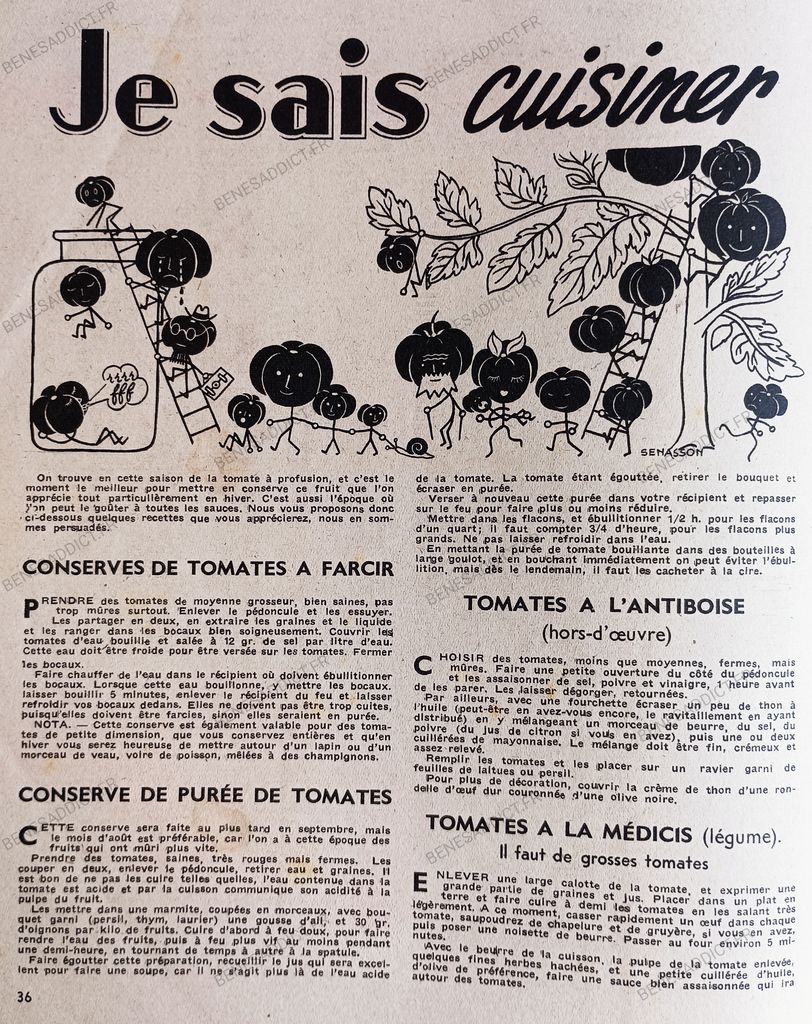 Je sais cuisiner
SENASSON
On trouve en cette saison de la tomate à profusion, et c'est le
moment le meilleur pour mettre en conserve ce fruit que l'on
apprécie tout particulièrement en hiver. C'est aussi l'époque où
l'on peut le goûter à toutes les sauces. Nous vous proposons donc
ci-dessous quelques recettes que vous apprécierez, nous en som-
mes persuadés.
CONSERVES DE TOMATES A FARCIR
PRENDRE des tomates de moyenne grosseur, bien saines, pas
trop mûres surtout. Enlever le pédoncule et les essuyer.
Les partager en deux, en extraire les graines et le liquide
et les ranger dans les bocaux bien soigneusement. Couvrir les
tomates d'eau bouillie et salée à 12 gr. de sel par litre d'eau.
Cette eau doit être froide pour être versée sur les tomates. Fermer
les bocaux.
Faire chauffer de l'eau dans le récipient où doivent ébullitionner
les bocaux. Lorsque cette eau bouillonne, y mettre les bocaux.
laisser bouillir 5 minutes, enlever le récipient du feu et laisser
refroidir vos bocaux dedans. Elles ne doivent pas être trop cuites,
puisqu'elles doivent être farcies, sinon elles seraient en purée.
NOTA. — Cette conserve est également valable pour des toma-
tes de petite dimension, que vous conservez entières et qu'en
hiver vous serez heureuse de mettre autour d'un lapin ou d'un
morceau de veau, voire de poisson, mêlées à des champignons.
CONSERVE DE PURÉE DE TOMATES
CETTE conserve sera faite au plus tard en septembre, mais
le mois d'août est préférable, car l'on a à cette époque des
fruits qui ont mûri plus vite.
Prendre des tomates, saines, très rouges mais fermes. Les
couper en deux, enlever le pédoncule, retirer eau et graines. Il
est bon de ne pas les cuire telles quelles, l'eau contenue dans la
tomate est acide et par la cuisson communique son acidité à la
pulpe du fruit.
Les mettre dans une marmite, coupées en morceaux, avec bou-
quet garni (persil, thym, laurier) une gousse d'ail, et 30 gr.
d'oignons par kilo de fruits. Cuire d'abord à feu doux, pour faire
rendre l'eau des fruits, puis à feu plus vif au moins pendant
une demi-heure, en tournant de temps à autre à la spatule.
Faire égoutter cette préparation, recueillir le jus qui sera excel-
lent pour faire une soupe, car il ne s'agit plus là de l'eau acide
36
de la tomate. La tomate étant égouttée, retirer le bouquet et
écraser en purée.
Verser à nouveau cette purée dans votre récipient et repasser
sur le feu pour faire plus ou moins réduire.
Mettre dans les flacons, et ébullitionner 1/2 h. pour les flacons
d'un quart; il faut compter 3/4 d'heure, pour les flacons plus
grands. Ne pas laisser refroidir dans l'eau.
En mettant la purée de tomate bouillante dans des bouteilles à
large goulot, et en bouchant immédiatement on peut éviter l'ébul-
lition, mais dès le lendemain, il faut les cacheter à la cire.
TOMATES A L'ANTIBOISE
(hors-d'œuvre)
CHOISIR des tomates, moins que moyennes, fermes, mais
mûres. Faire une petite ouverture du côté du pédoncule
et les assaisonner de sel, poivre et vinaigre, 1 heure avant
de les parer. Les laisser dégorger, retournées.
Par ailleurs, avec une fourchette écraser un peu de thon à
l'huile (peut-être en avez-vous encore, le ravitaillement en ayant
distribué) en y mélangeant un morceau de beurre, du sel, du
poivre (du jus de citron si vous en avez), puis une ou deux
cuillérées de mayonnaise. Le mélange doit être fin, crémeux et
assez relevé.
Remplir les tomates et les placer sur un ravier garni de
feuilles de laitues ou persil.
Pour plus de décoration, couvrir la crème de thon d'une ron-
delle d'œuf dur couronnée d'une olive noire.
TOMATES A LA MÉDICIS (légume).
Il faut de grosses tomates
ENLEVER une large calotte de la tomate, et exprimer une
grande partie de graines et jus. Placer dans un plat en
terre et faire cuire à demi les tomates en les salant très
légèrement. A ce moment, casser rapidement un œuf dans chaque
tomate, saupoudrez de chapelure et de gruyère, si vous en avez,
puis poser une noisette de beurre. Passer au four environ 5 mi-
nutes.
Avec le beurre de la cuisson, la pulpe de la tomate enlevée,
quelques fines herbes hachées, et une petite cuillérée d'huile,
d'olive de préférence, faire une sauce bien assaisonnée qui ira
autour des tomates.
BENESADDICT.FR